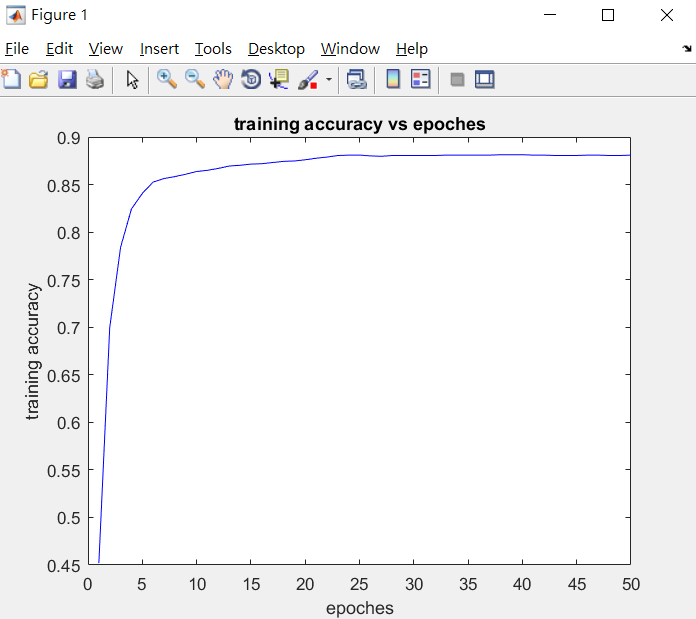 Figure 1
File Edit View Insert Tools Desktop Window Help
training accuracy vs epoches
0.9
0.85
0.8
0.75
0.7
0.65
0.6
0.55
0.5
0.45
training accuracy
0 5 10 15 20 25 30 35 40 45 50
epoches